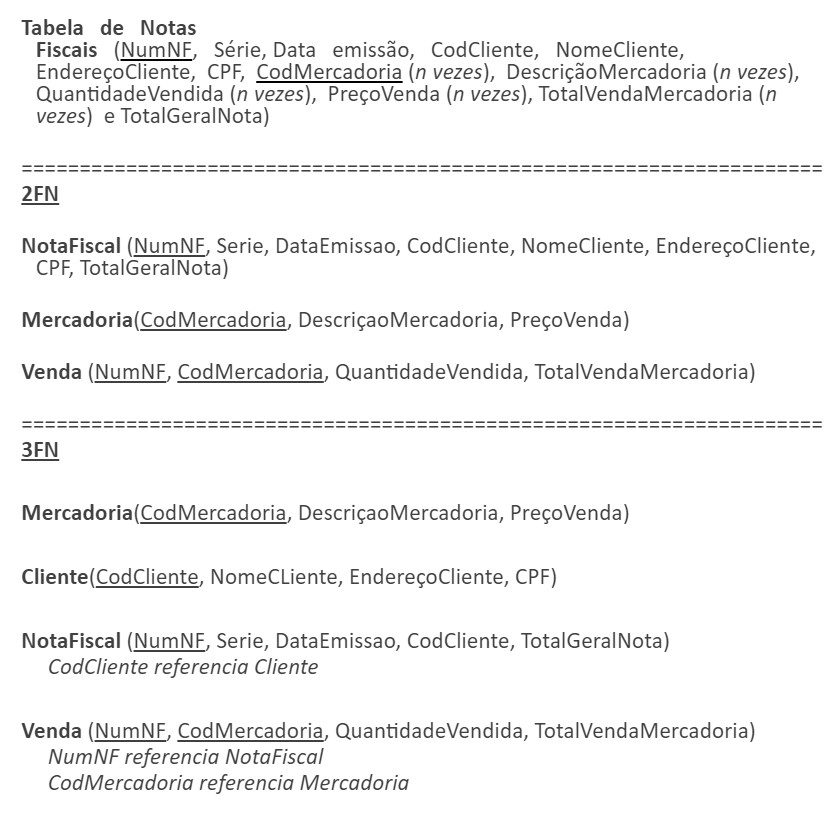 Tabela de Notas
Fiscais (NumNF, Série, Data emissão, CodCliente, NomeCliente,
EndereçoCliente, CPF, CodMercadoria (n vezes), DescriçãoMercadoria (n vezes),
QuantidadeVendida (n vezes), PreçoVenda (n vezes), TotalVendaMercadoria (n
vezes) e TotalGeralNota)
=====================================================================
2FN
NotaFiscal (NumNF, Serie, DataEmissao, CodCliente, NomeCliente, EndereçoCliente,
CPF, TotalGeralNota)
Mercadoria(CodMercadoria, DescriçaoMercadoria, PreçoVenda)
Venda (NumNF, CodMercadoria, QuantidadeVendida, TotalVendaMercadoria)
=====================================================================
3FN
Mercadoria(CodMercadoria, DescriçaoMercadoria, PreçoVenda)
Cliente(CodCliente, NomeCLiente, EndereçoCliente, CPF)
NotaFiscal (NumNF, Serie, DataEmissao, CodCliente, TotalGeralNota)
CodCliente referencia Cliente
Venda (NumNF, CodMercadoria, QuantidadeVendida, TotalVendaMercadoria)
NumNF referencia NotaFiscal
CodMercadoria referencia Mercadoria